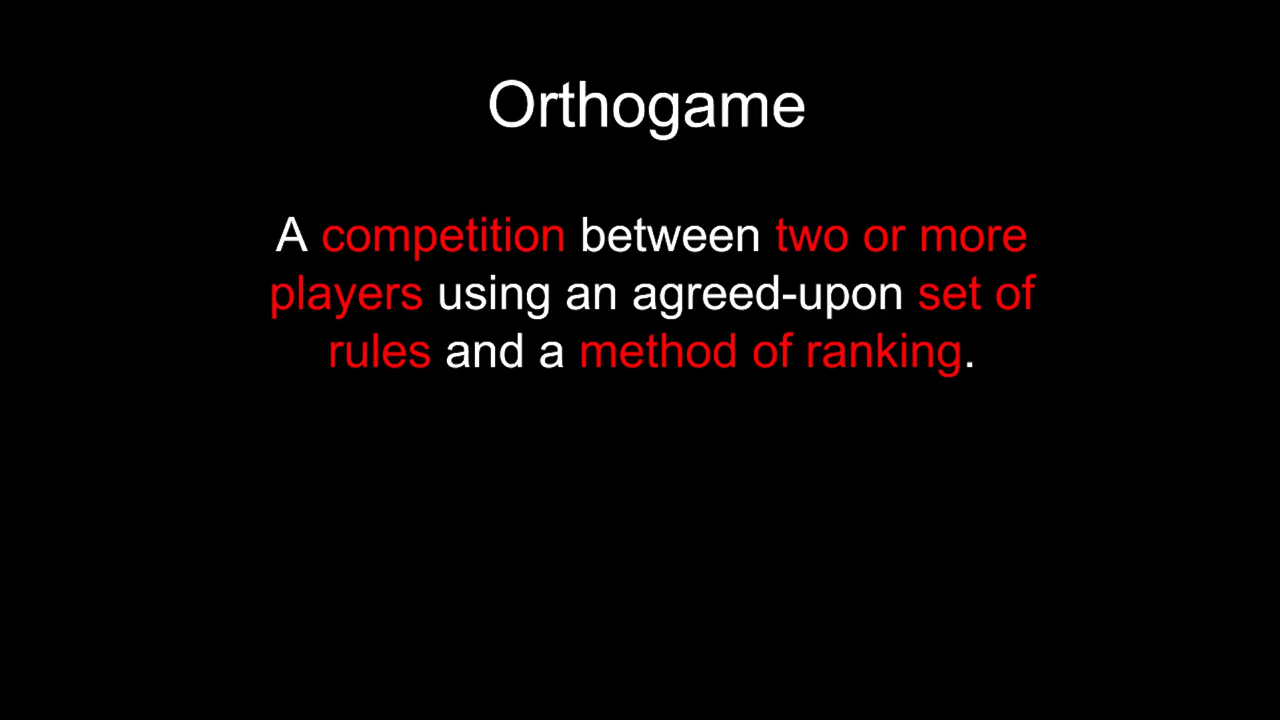 Orthogame
A competition between two or more
players using an agreed-upon set of
rules and a method of ranking.